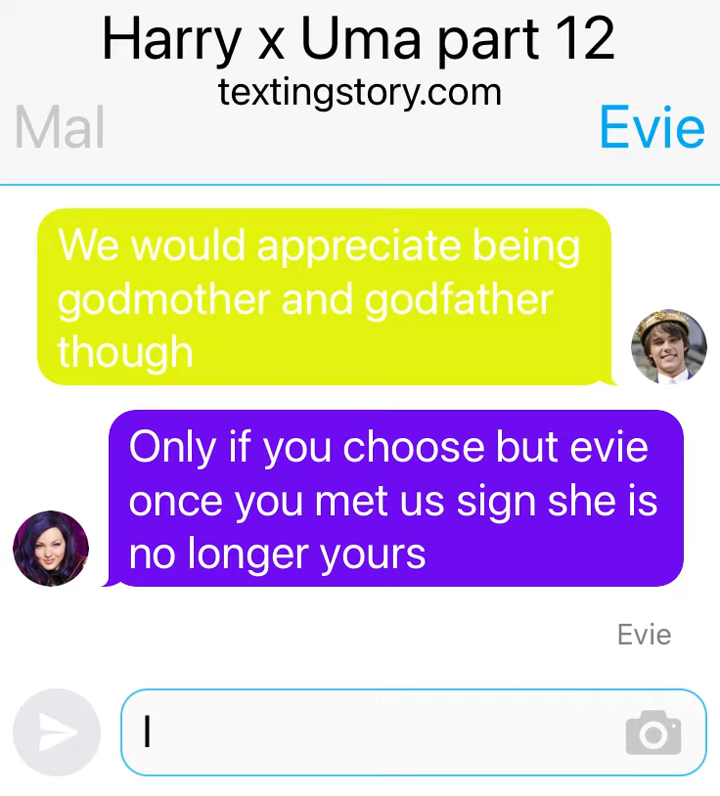 Harry x Uma part 12
textingstory.com
Mal
Evie
We would appreciate being
godmother and godfather
though
Only if you choose but evie
once you met us sign she is
no longer yours
Evie